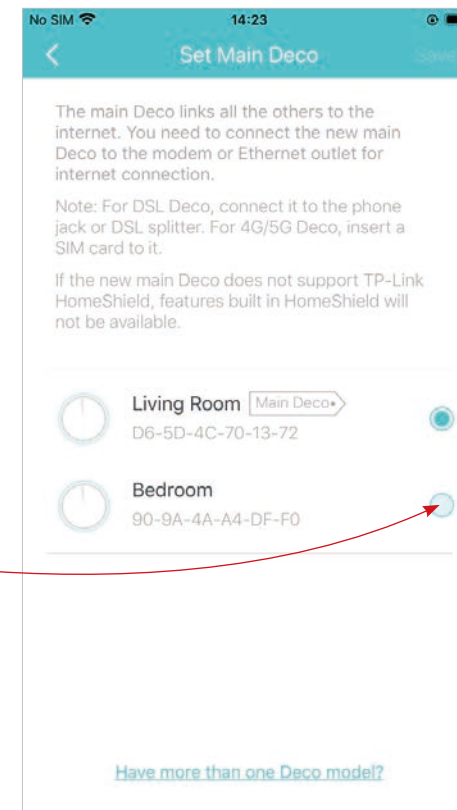 No SIM 14:23
Set Main Deco Save
The main Deco links all the others to the
internet. You need to connect the new main
Deco to the modem or Ethernet outlet for
internet connection.
Note: For DSL Deco, connect it to the phone
jack or DSL splitter. For 4G/5G Deco, insert a
SIM card to it.
If the new main Deco does not support TP-Link
HomeShield, features built in HomeShield will
not be available.
Living Room Main Deco
D6-5D-4C-70-13-72
Bedroom
90-9A-4A-A4-DF-F0
Have more than one Deco model?